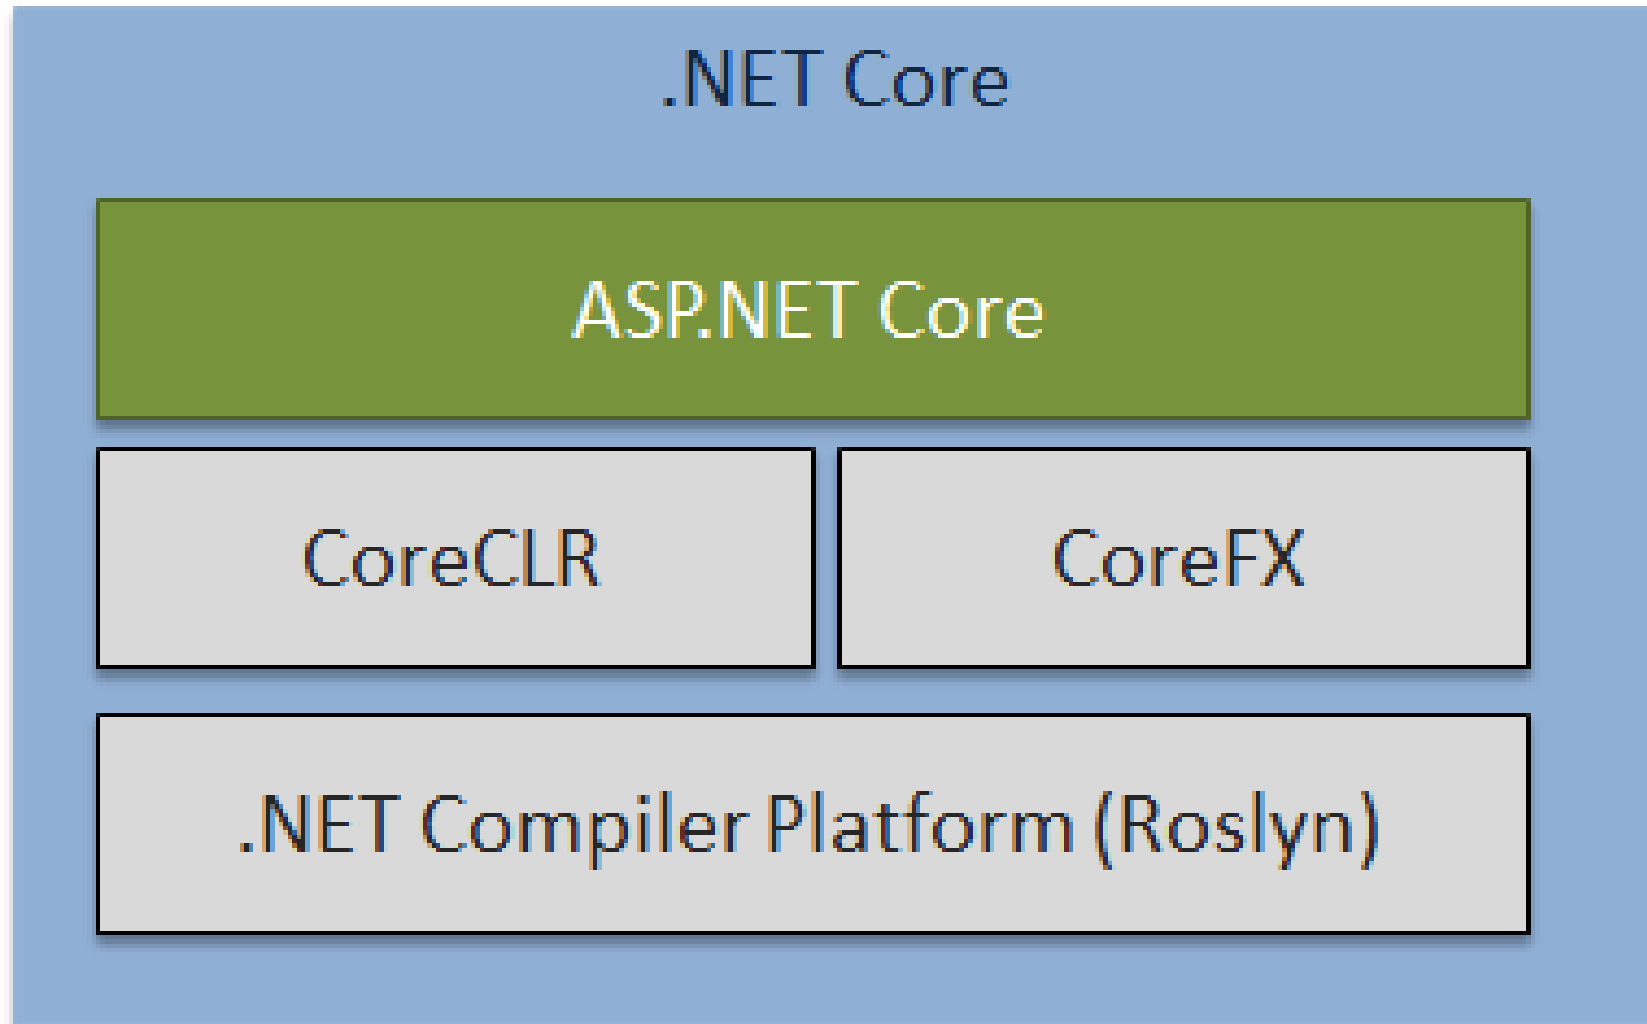 .NET Core
ASP.NET Core
CoreCLR
CoreFX
.NET Compiler Platform (Roslyn)